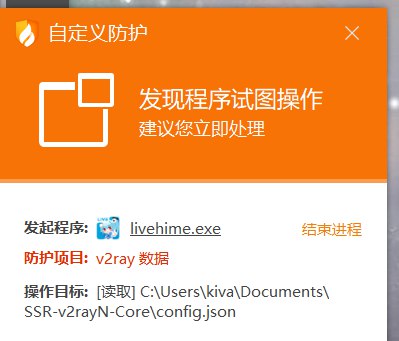 自定义防护
发现程序试图操作
建议您立即处理
发起程序: livehime.exe 结束进程
防护项目: v2ray 数据
操作目标: [读取] C:\Users\kiva\Documents\
SSR-v2rayN-Core\config.json